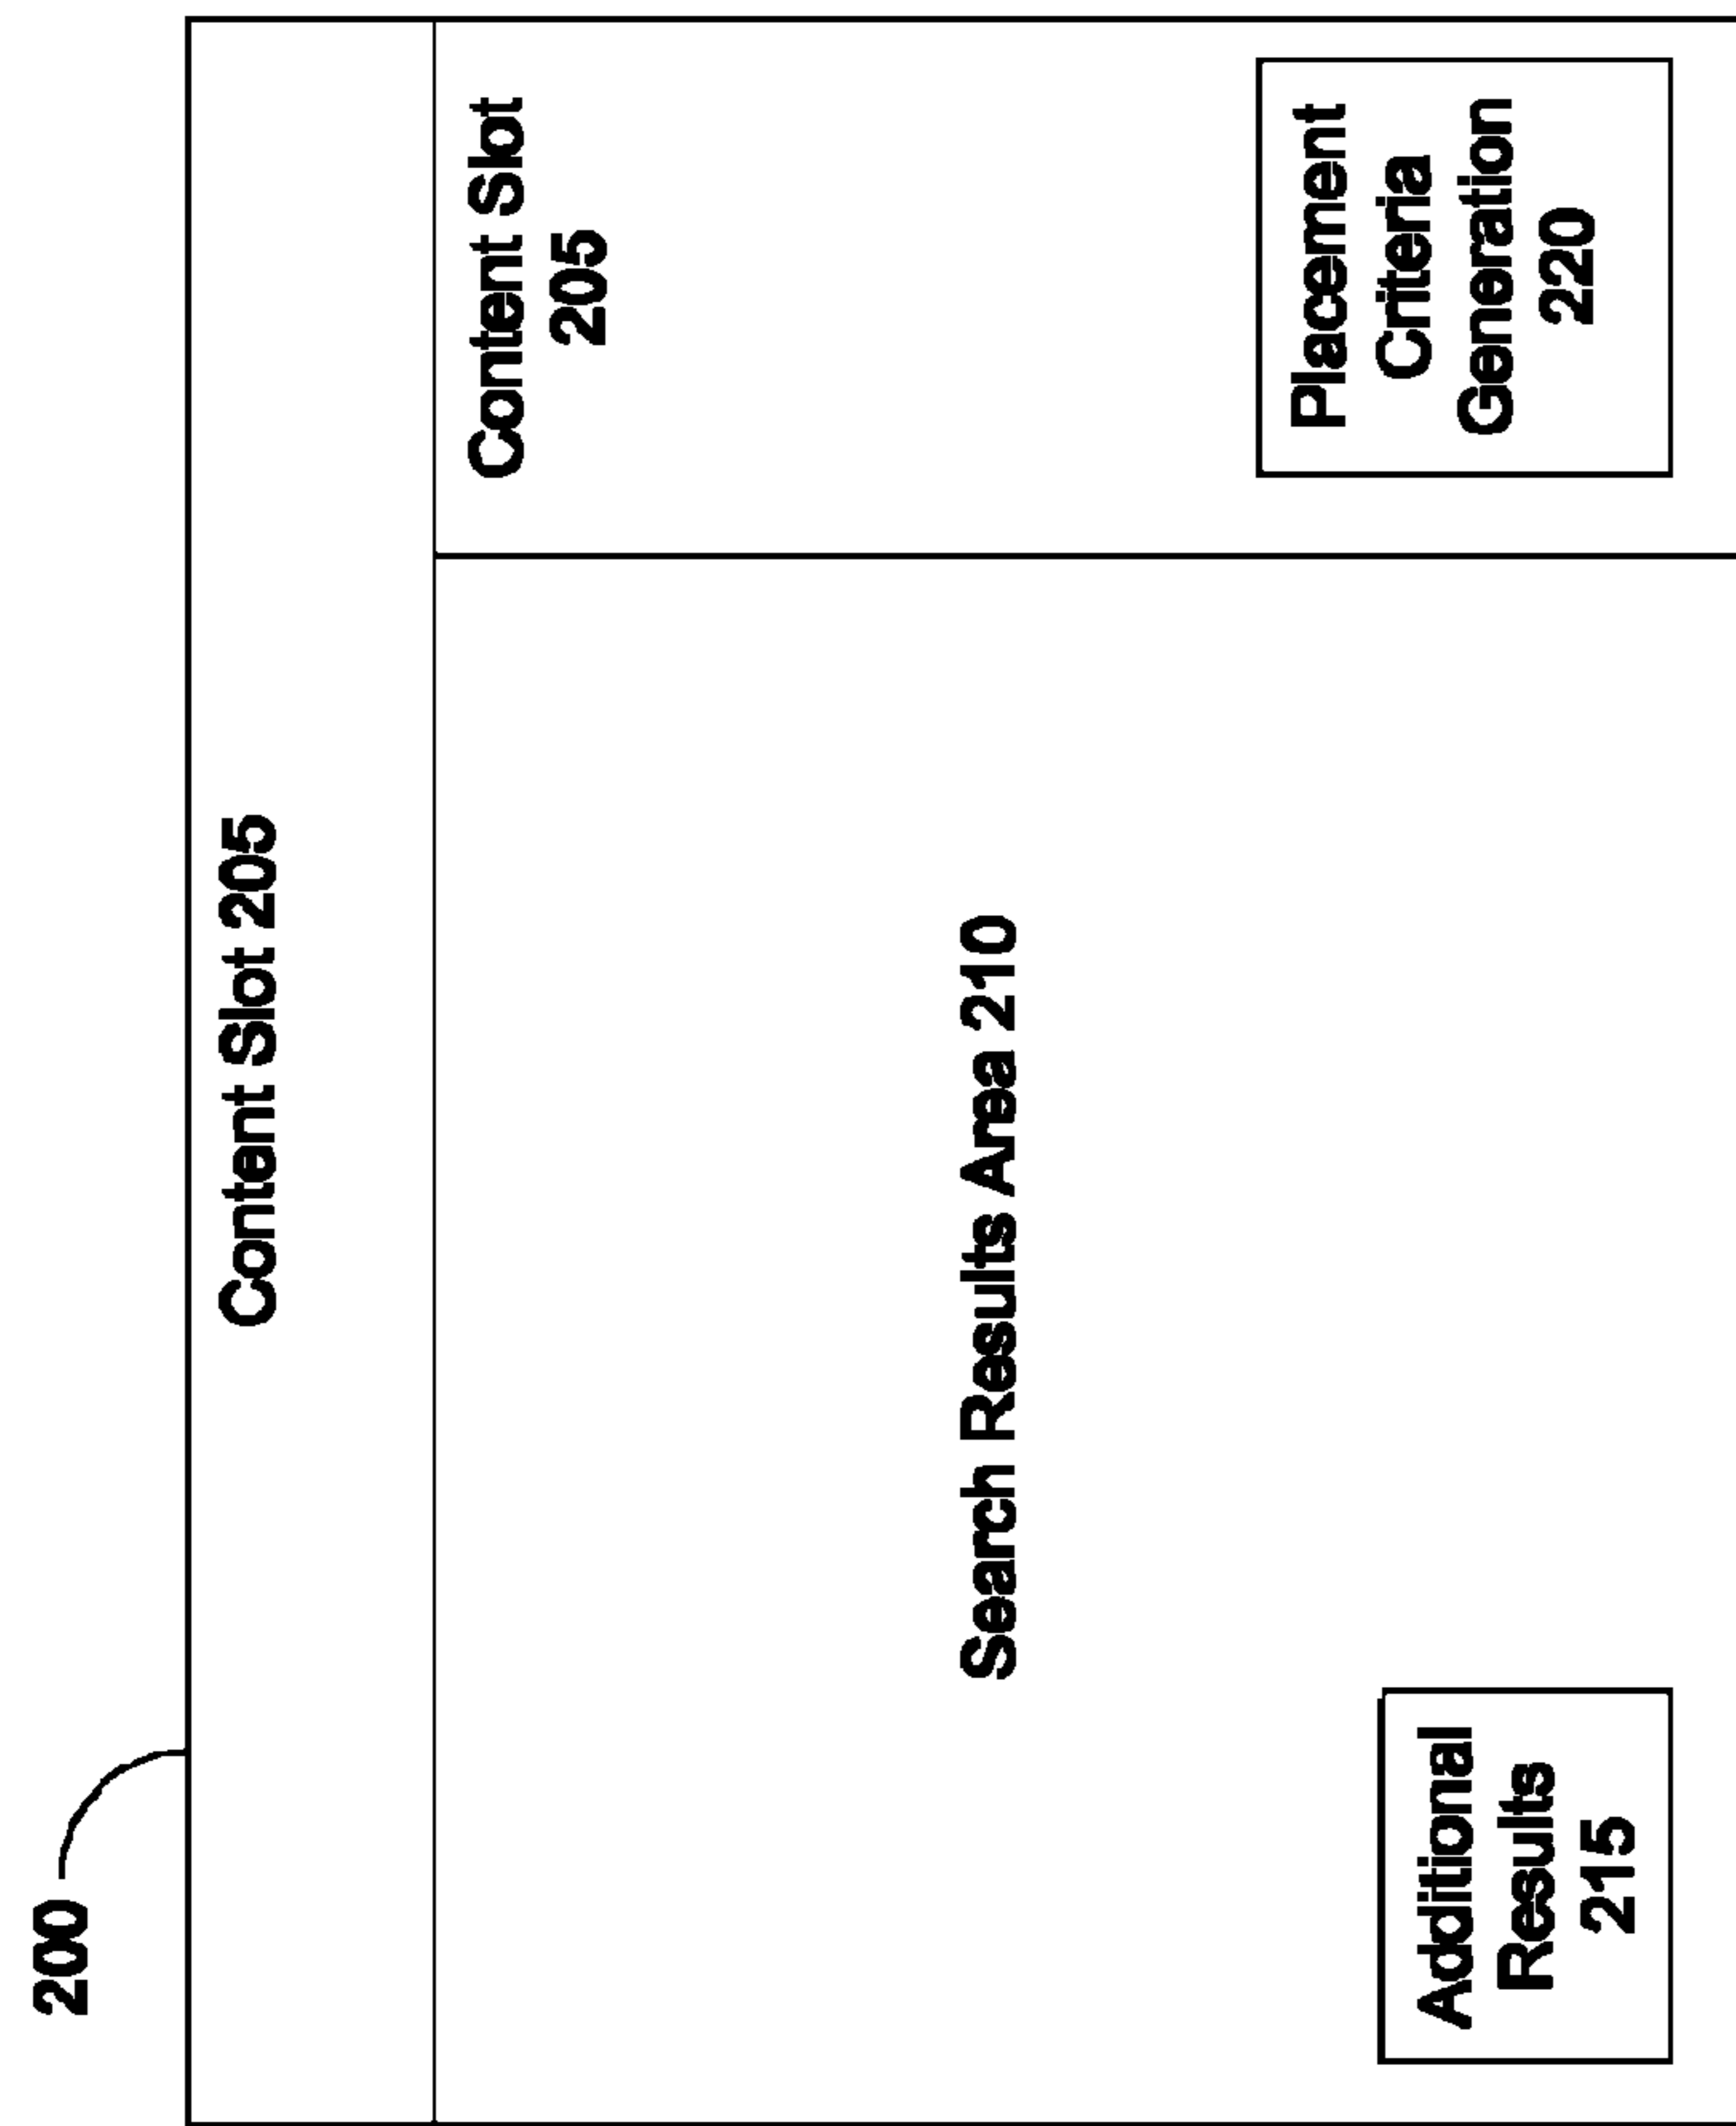 200
Content Slot 205
Content Slot
205
Search Results Area 210
Additional
Results
215
Placement
Criteria
Generation
220